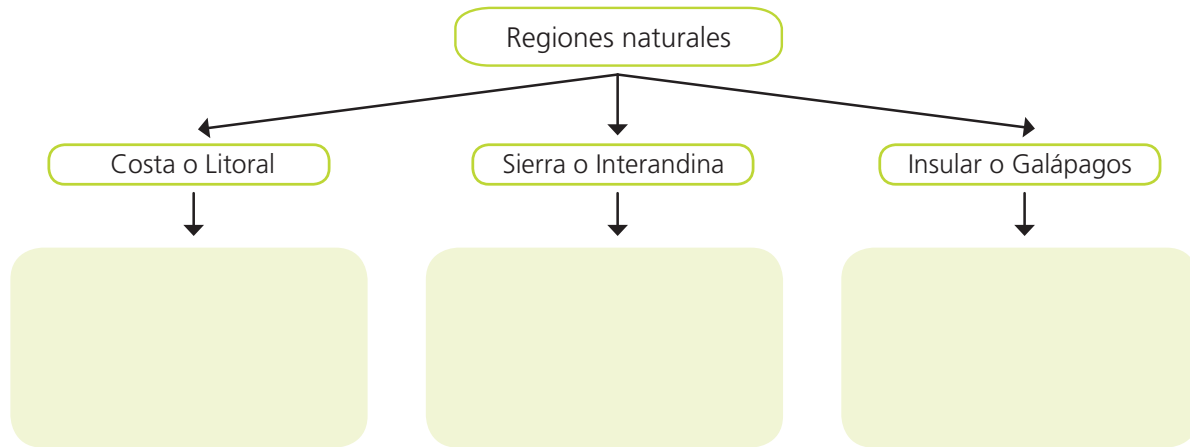 Regiones naturales
Costa o Litoral
Sierra o Interandina
Insular o Galápagos